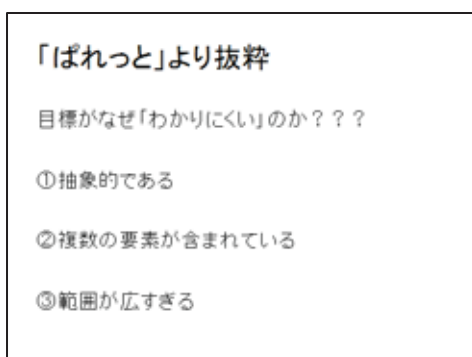 「ぱれっと」より抜粋
目標がなぜ「わかりにくい」のか？？？
①抽象的である
②複数の要素が含まれている
③範囲が広すぎる